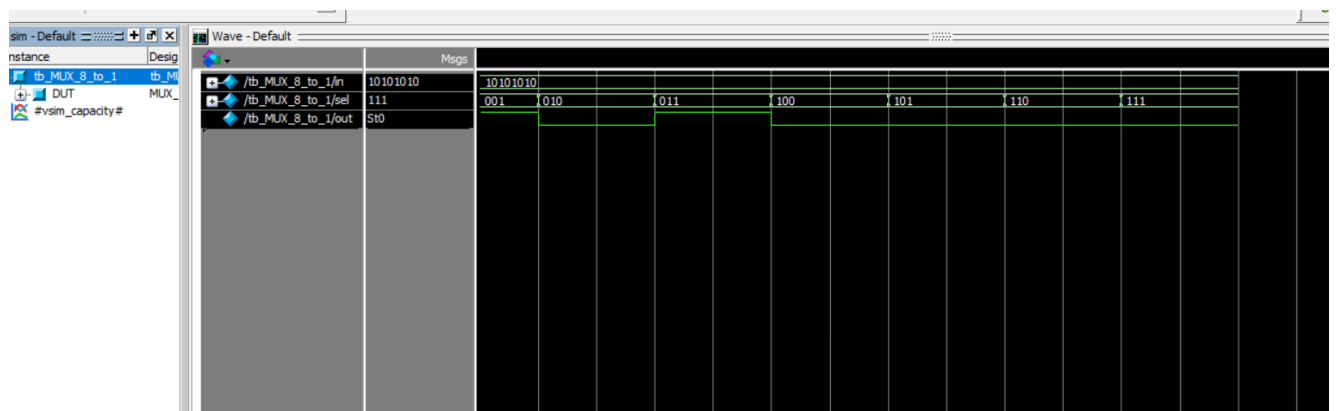 sim - Default
Wave - Default
nstance Desig
Msgs
tb_MUX_8_to_1 tb_MU
DUT MUX_
#vsim_capacity#
/tb_MUX_8_to_1/in 10101010 10101010
/tb_MUX_8_to_1/sel 111 001 010 011 100 101 110 111
/tb_MUX_8_to_1/out St0